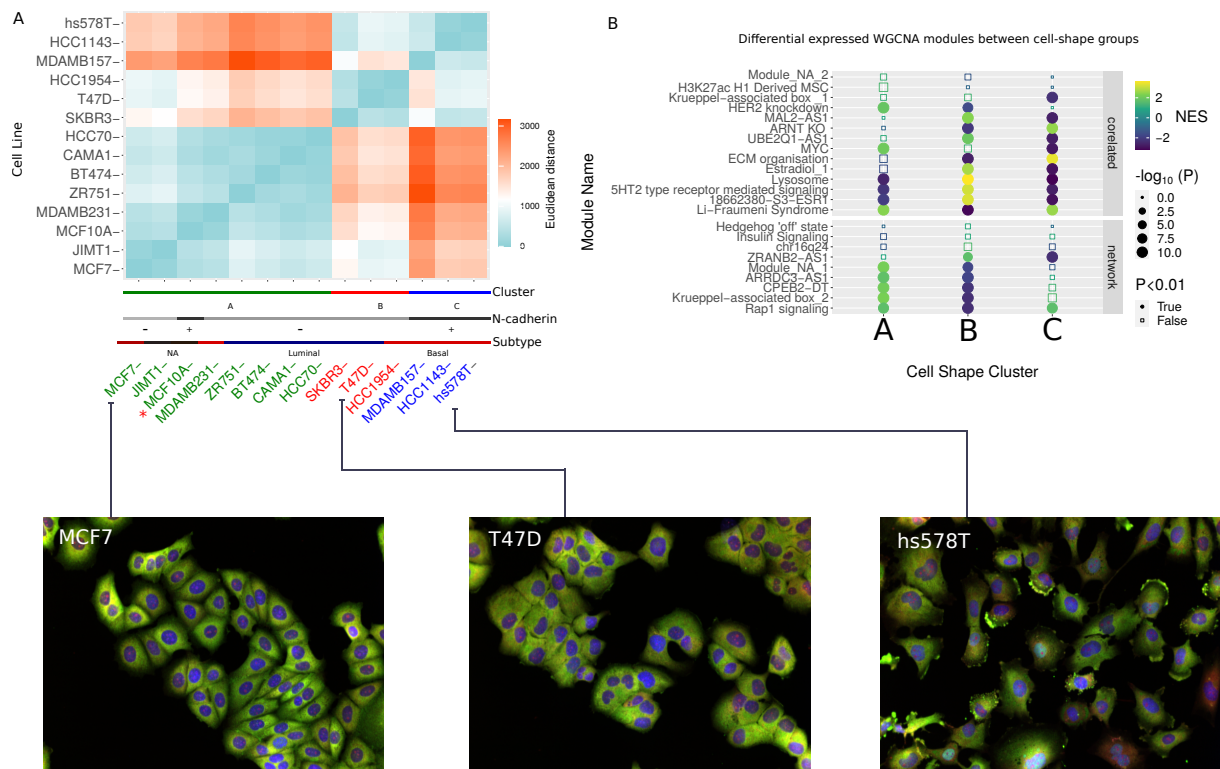 A
hs578T
HCC1143
MDAMB157
HCC1954
T47D
SKBR3
HCC70
CAMA1
BT474
ZR751
MDAMB231
MCF10A
JIMT1
MCF7
Cell Line
3000
2000
1000
0
Euclidean distance
Cluster
A
B
C
N-cadherin
–
+
–
+
Subtype
NA
Luminal
Basal
MCF7
JIMT1
* MCF10A
MDAMB231
ZR751
BT474
CAMA1
HCC70
SKBR3
T47D
HCC1954
MDAMB157
HCC1143
hs578T
B
Differential expressed WGCNA modules between cell-shape groups
Module Name
Module_NA_2
H3K27ac H1 Derived MSC
Krueppel-associated box _1
HER2 knockdown
MAL2-AS1
ARNT KO
UBE2Q1-AS1
MYC
ECM organisation
Estradiol_1
Lysosome
5HT2 type receptor mediated signaling
18662380-S3-ESR1
Li-Fraumeni Syndrome
corelated
Hedgehog 'off' state
Insulin Signaling
chr16q24
ZRANB2-AS1
Module_NA_1
ARRDC3-AS1
CPEB2-DT
Krueppel-associated box_2
Rap1 signaling
network
A B C
Cell Shape Cluster
2
0
−2
NES
-log₁₀ (P)
0.0
2.5
5.0
7.5
10.0
P<0.01
True
False
MCF7
T47D
hs578T